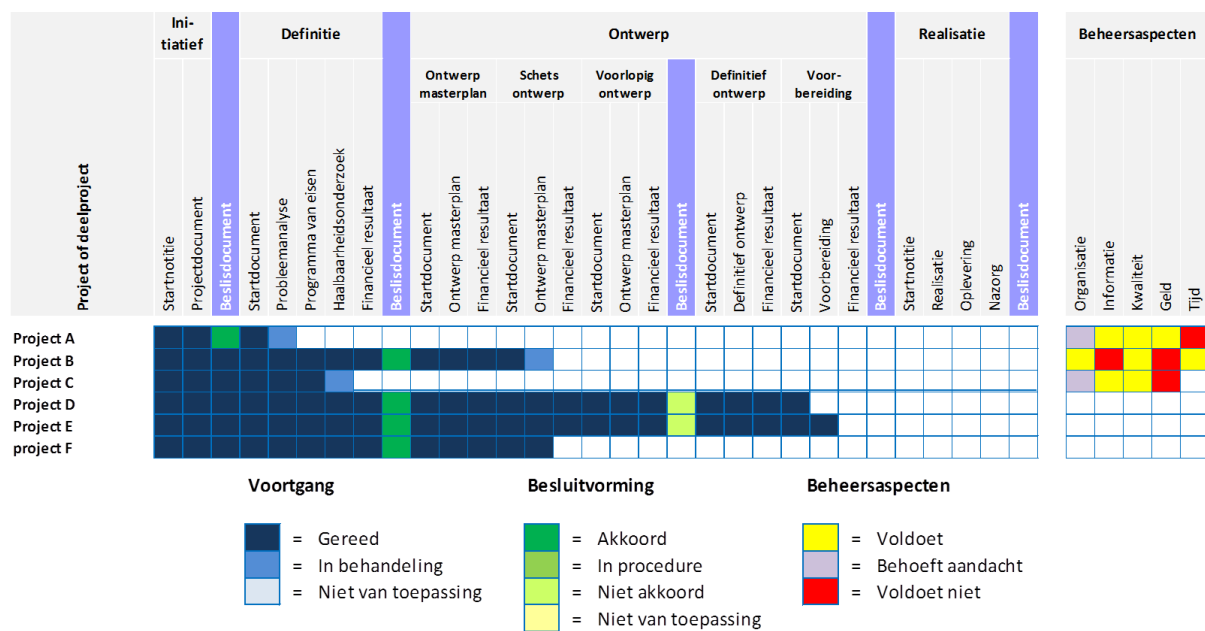 Ini-
tiatief
Definitie
Ontwerp
Realisatie
Beheersaspecten
Ontwerp
masterplan
Schets
ontwerp
Voorlopig
ontwerp
Definitief
ontwerp
Voor-
bereiding
Project of deelproject
Startnotitie
Projectdocument
Beslisdocument
Startdocument
Probleemanalyse
Programma van eisen
Haalbaarheidsonderzoek
Financieel resultaat
Beslisdocument
Startdocument
Ontwerp masterplan
Financieel resultaat
Startdocument
Ontwerp masterplan
Financieel resultaat
Startdocument
Ontwerp masterplan
Financieel resultaat
Beslisdocument
Startdocument
Definitief ontwerp
Financieel resultaat
Startdocument
Voorbereiding
Financieel resultaat
Beslisdocument
Startnotitie
Realisatie
Oplevering
Nazorg
Beslisdocument
Organisatie
Informatie
Kwaliteit
Geld
Tijd
Project A
Project B
Project C
Project D
Project E
project F
Voortgang
= Gereed
= In behandeling
= Niet van toepassing
Besluitvorming
= Akkoord
= In procedure
= Niet akkoord
= Niet van toepassing
Beheersaspecten
= Voldoet
= Behoeft aandacht
= Voldoet niet